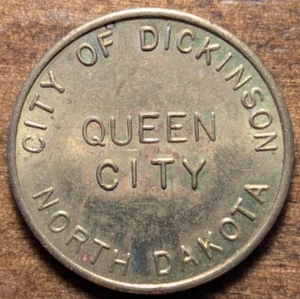 CITY OF DICKINSON
QUEEN
CITY
NORTH DAKOTA